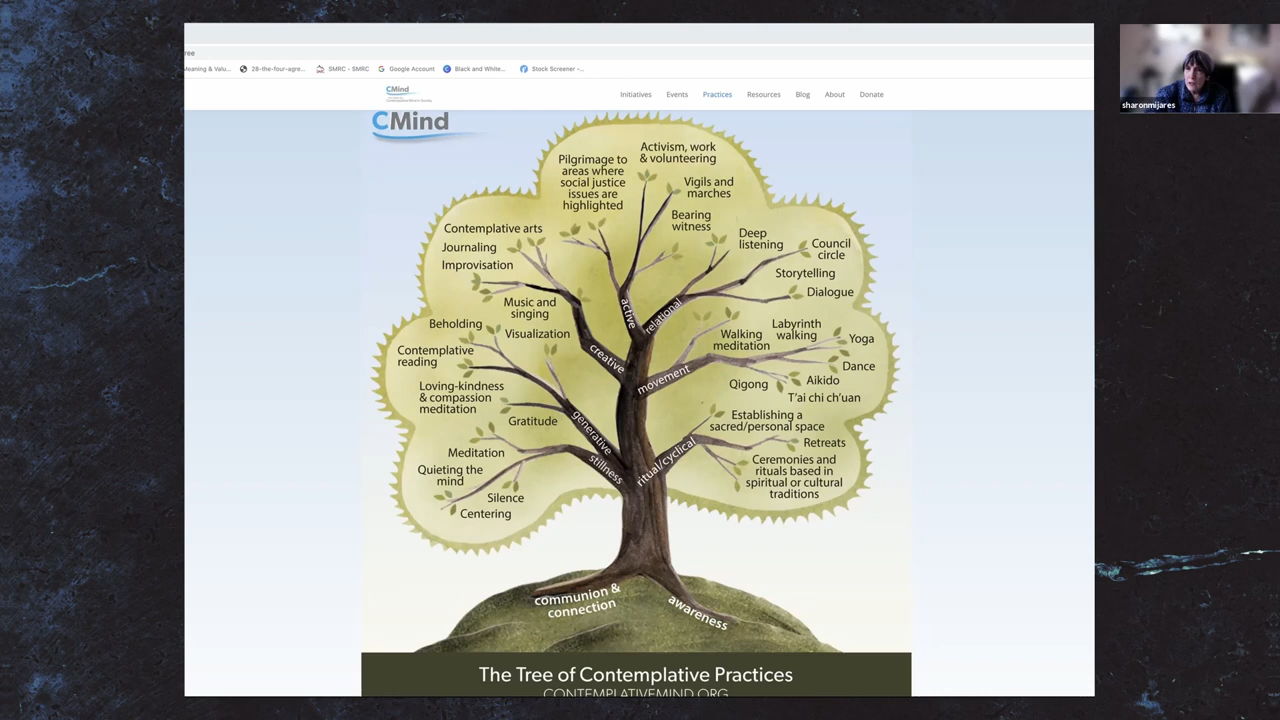 ree
Meaning & Valu...
28-the-four-agre...
SMRC - SMRC
Google Account
Black and White...
Stock Screener -...
CMind
Initiatives
Events
Practices
Resources
Blog
About
Donate
sharonmijares
CMind
Pilgrimage to
areas where
social justice
issues are
highlighted
Activism, work
& volunteering
Vigils and
marches
Bearing
witness
Contemplative arts
Journaling
Improvisation
Music and
singing
Visualization
Deep
listening
Council
circle
Storytelling
Dialogue
active
relational
creative
movement
Beholding
Contemplative
reading
Loving-kindness
& compassion
meditation
Gratitude
generative
Walking
meditation
Labyrinth
walking
Yoga
Dance
Aikido
Qigong
T'ai chi ch'uan
Meditation
Quieting the
mind
Silence
Centering
stillness
ritual/cyclical
Establishing a
sacred/personal space
Retreats
Ceremonies and
rituals based in
spiritual or cultural
traditions
communion &
connection
awareness
The Tree of Contemplative Practices
CONTEMPLATIVEMIND.ORG